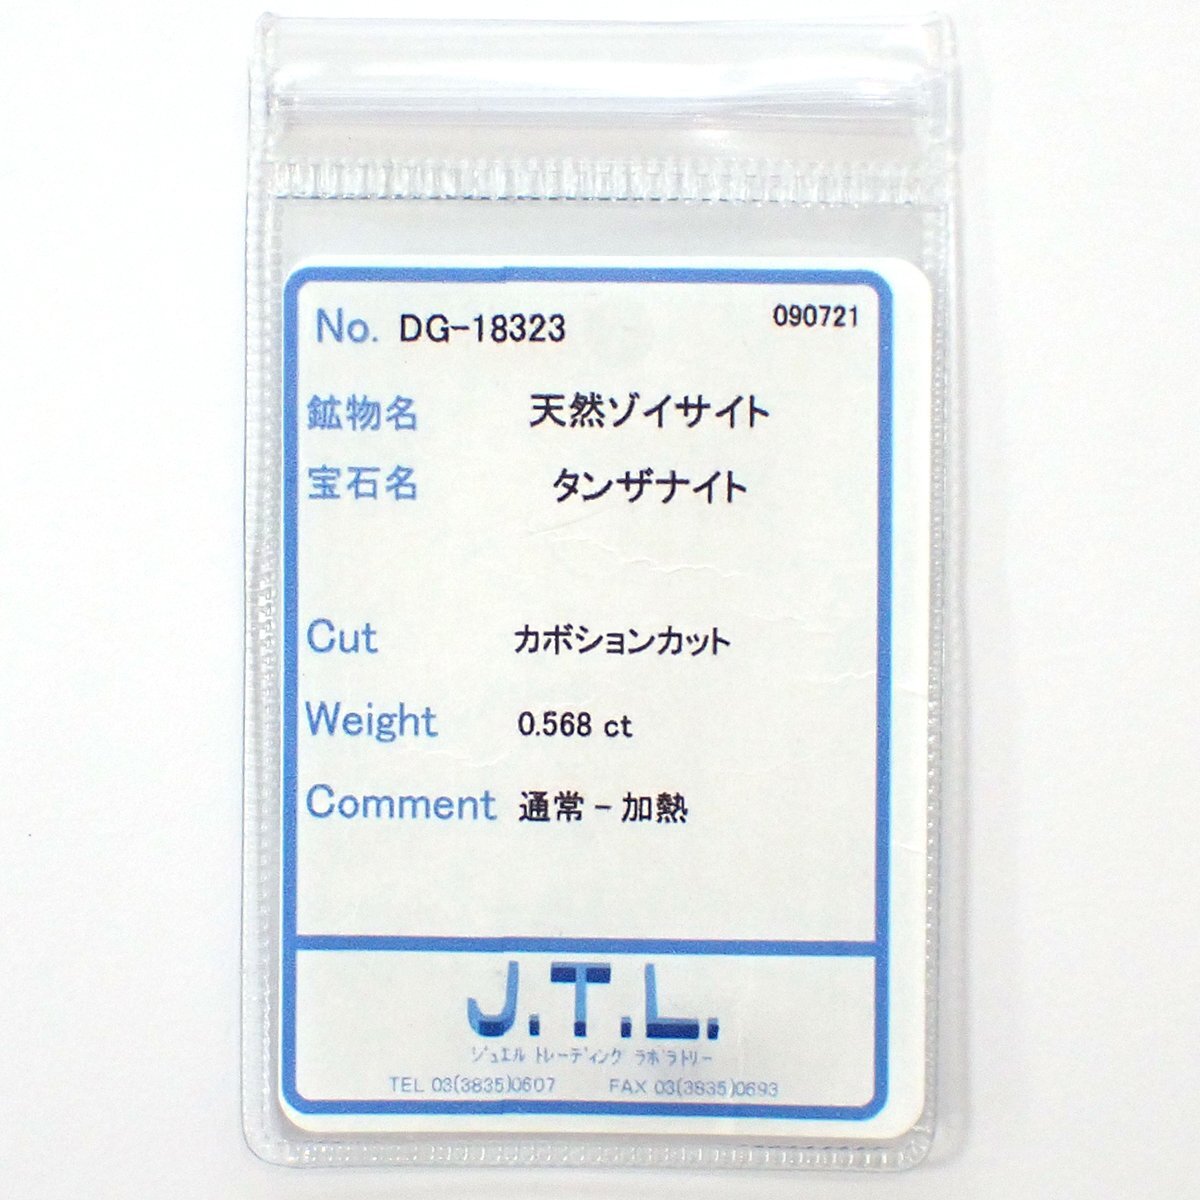 No. DG-18323 090721
鉱物名 天然ゾイサイト
宝石名 タンザナイト
Cut カボションカット
Weight 0.568 ct
Comment 通常-加熱
J.T.L.
ジュエル トレーディング ラボラトリー
TEL 03(3835)0607 FAX 03(3835)0693